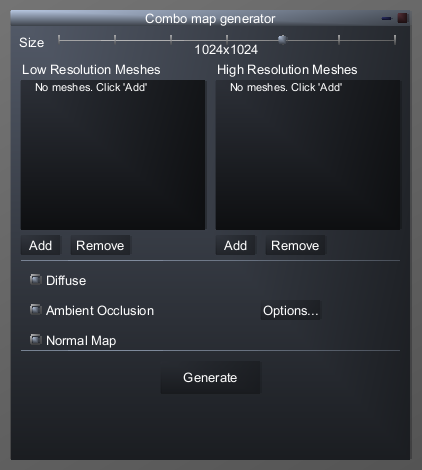 Combo map generator
Size
1024x1024
Low Resolution Meshes High Resolution Meshes
No meshes. Click 'Add' No meshes. Click 'Add'
Add Remove Add Remove
Diffuse
Ambient Occlusion Options...
Normal Map
Generate